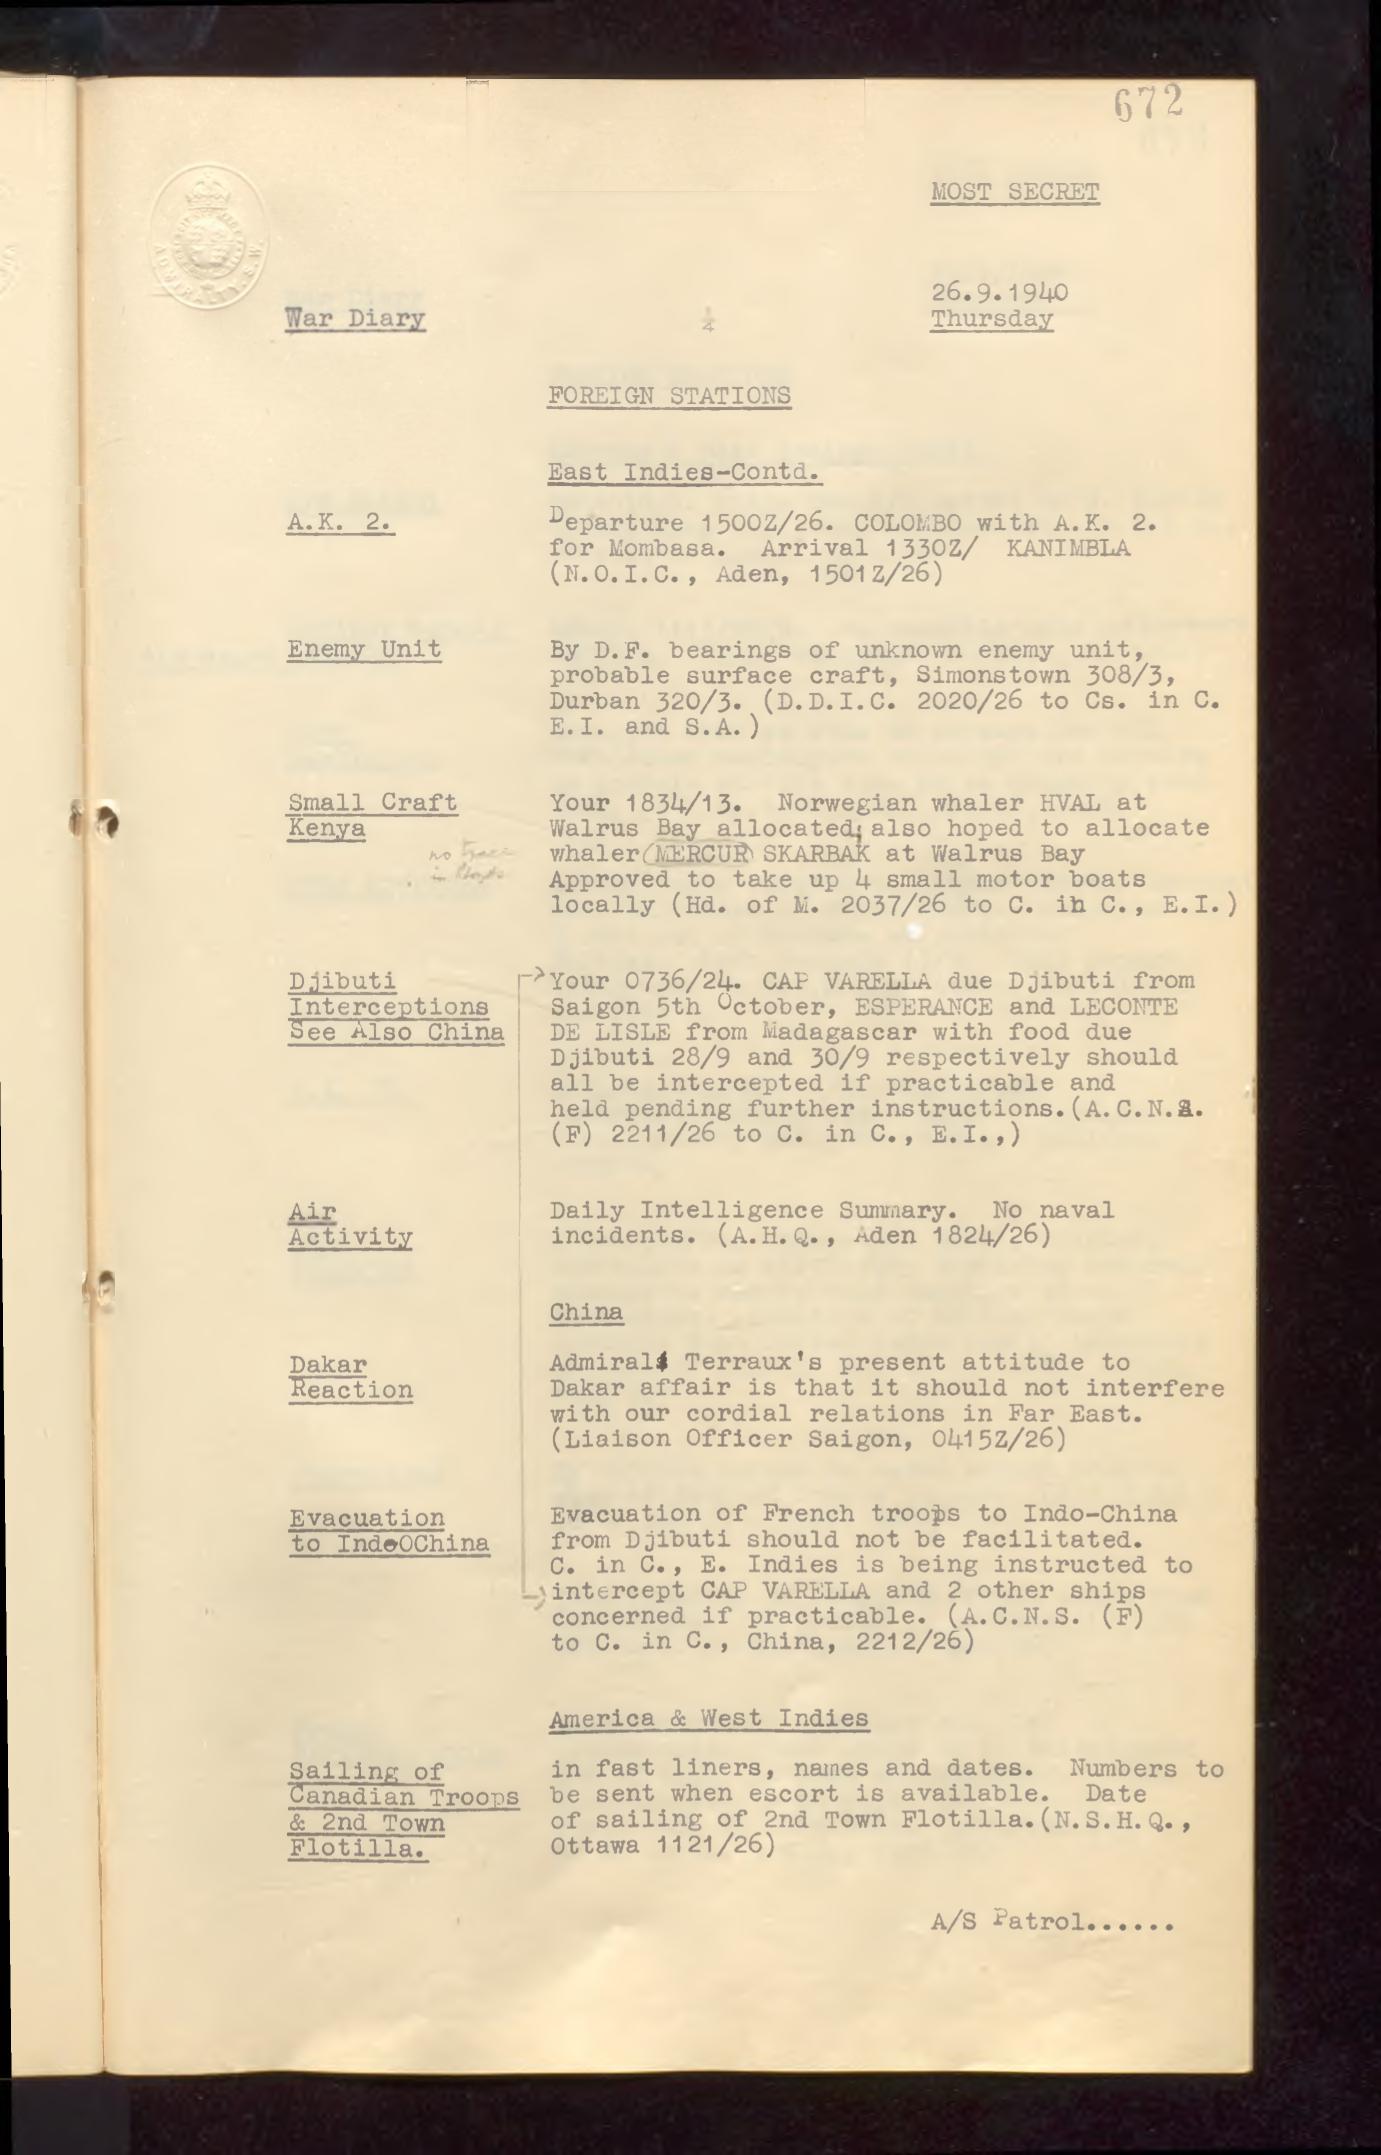 672
MOST SECRET
ADMIRALTY. S.W.
26.9.1940
War Diary
Thursday
FOREIGN STATIONS
East Indies-Contd.
A.K. 2.
Departure 1500Z/26. COLOMBO with A.K. 2.
for Mombasa. Arrival 1330Z/ KANIMBLA
(N.O.I.C., Aden, 1501Z/26)
Enemy Unit
By D.F. bearings of unknown enemy unit,
probable surface craft, Simonstown 308/3,
Durban 320/3. (D.D.I.C. 2020/26 to Cs. in C.
E.I. and S.A.)
Small Craft
Kenya
no trace
in Lloyds
Your 1834/13. Norwegian whaler HVAL at
Walrus Bay allocated; also hoped to allocate
whaler (MERCUR) SKARBAK at Walrus Bay
Approved to take up 4 small motor boats
locally (Hd. of M. 2037/26 to C. in C., E.I.)
Djibuti
Interceptions
See Also China
Your 0736/24. CAP VARELLA due Djibuti from
Saigon 5th October, ESPERANCE and LECONTE
DE LISLE from Madagascar with food due
Djibuti 28/9 and 30/9 respectively should
all be intercepted if practicable and
held pending further instructions.(A.C.N.S.
(F) 2211/26 to C. in C., E.I.,)
Air
Activity
Daily Intelligence Summary. No naval
incidents. (A.H.Q., Aden 1824/26)
China
Dakar
Reaction
Admiral Terraux's present attitude to
Dakar affair is that it should not interfere
with our cordial relations in Far East.
(Liaison Officer Saigon, 0415Z/26)
Evacuation
to IndoOChina
Evacuation of French troops to Indo-China
from Djibuti should not be facilitated.
C. in C., E. Indies is being instructed to
intercept CAP VARELLA and 2 other ships
concerned if practicable. (A.C.N.S. (F)
to C. in C., China, 2212/26)
America & West Indies
Sailing of
Canadian Troops
& 2nd Town
Flotilla.
in fast liners, names and dates. Numbers to
be sent when escort is available. Date
of sailing of 2nd Town Flotilla.(N.S.H.Q.,
Ottawa 1121/26)
A/S Patrol......